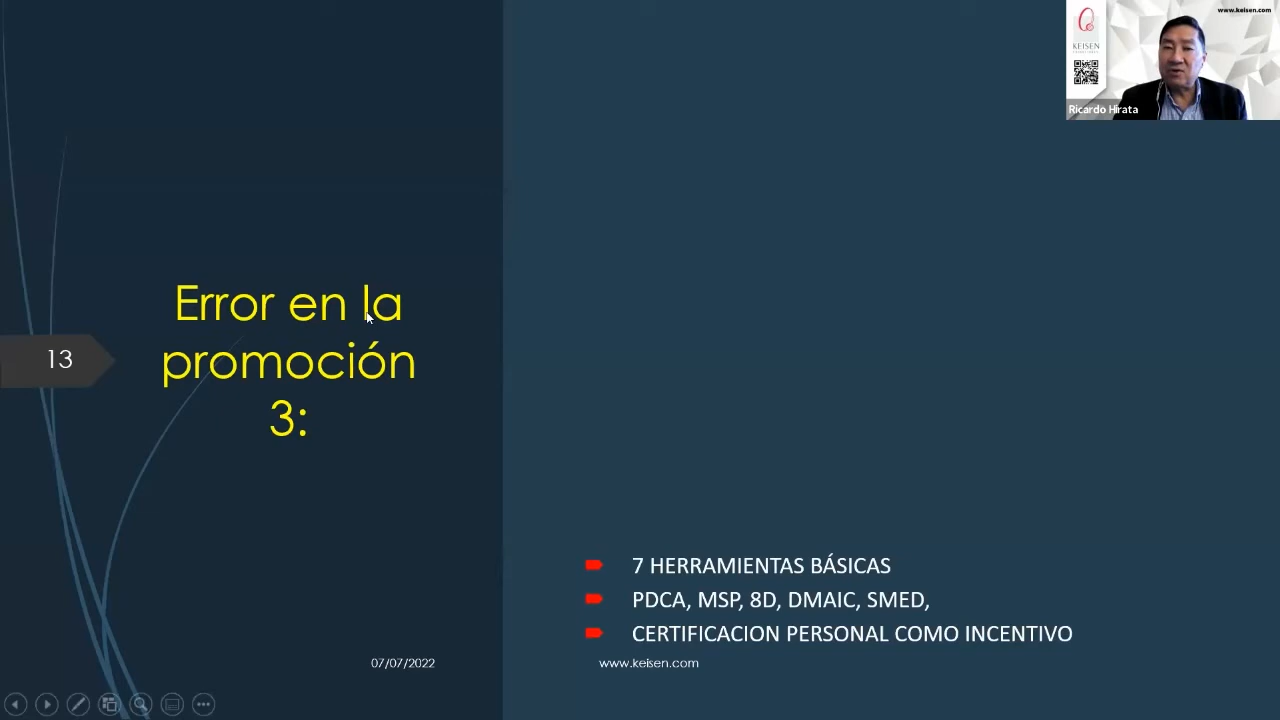 www.keisen.com
KEISEN
Ricardo Hirata
Error en la
promoción
3:
13
7 HERRAMIENTAS BÁSICAS
PDCA, MSP, 8D, DMAIC, SMED,
CERTIFICACION PERSONAL COMO INCENTIVO
07/07/2022
www.keisen.com